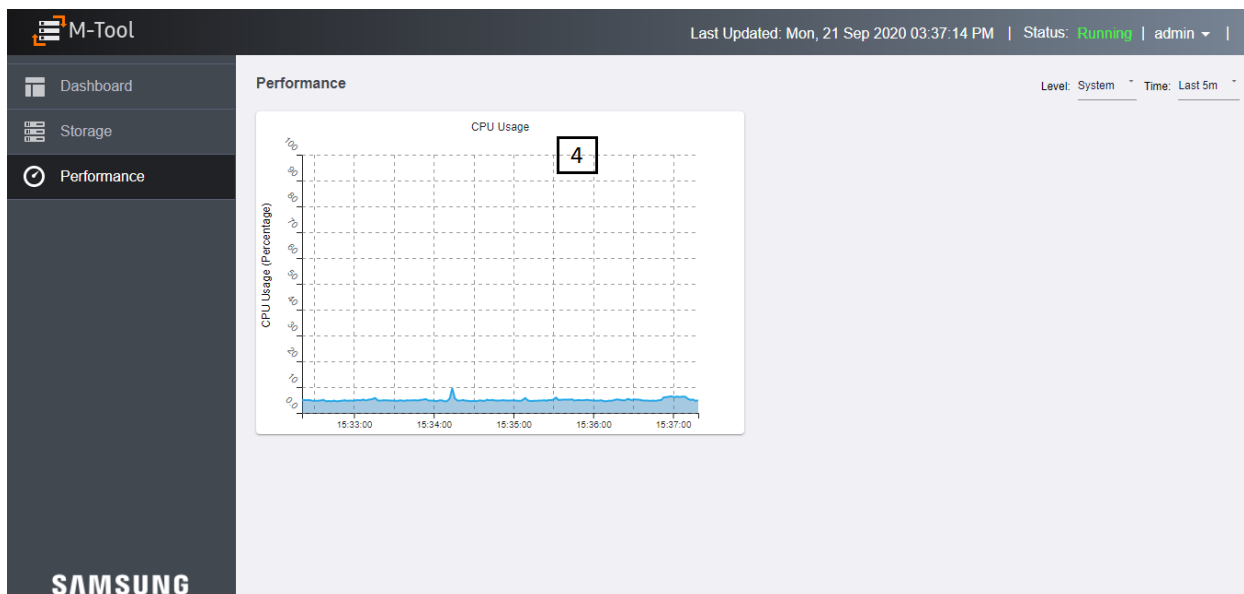 M-Tool
Last Updated: Mon, 21 Sep 2020 03:37:14 PM | Status: Running | admin |
Dashboard
Storage
Performance
SAMSUNG
Performance
Level: System Time: Last 5m
CPU Usage
4
CPU Usage (Percentage)
100
90
80
70
60
50
40
30
20
10
0.0
15:33:00 15:34:00 15:35:00 15:36:00 15:37:00